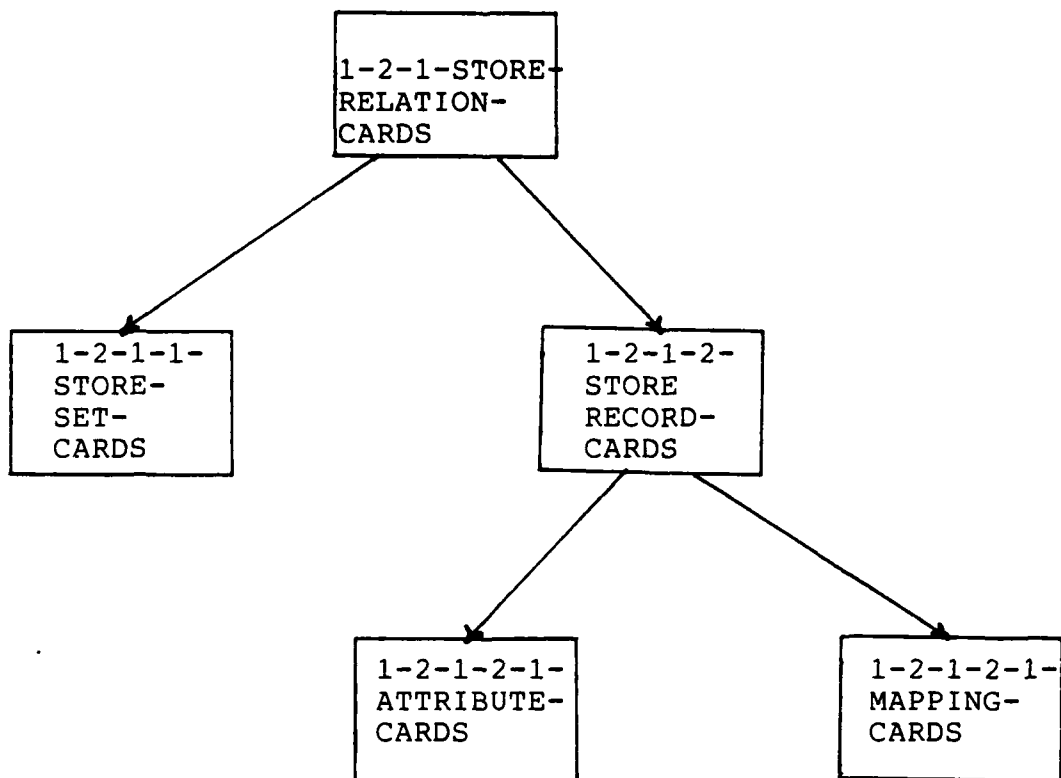 1-2-1-STORE-
RELATION-
CARDS
1-2-1-1-
STORE-
SET-
CARDS
1-2-1-2-
STORE
RECORD-
CARDS
1-2-1-2-1-
ATTRIBUTE-
CARDS
1-2-1-2-1-
MAPPING-
CARDS